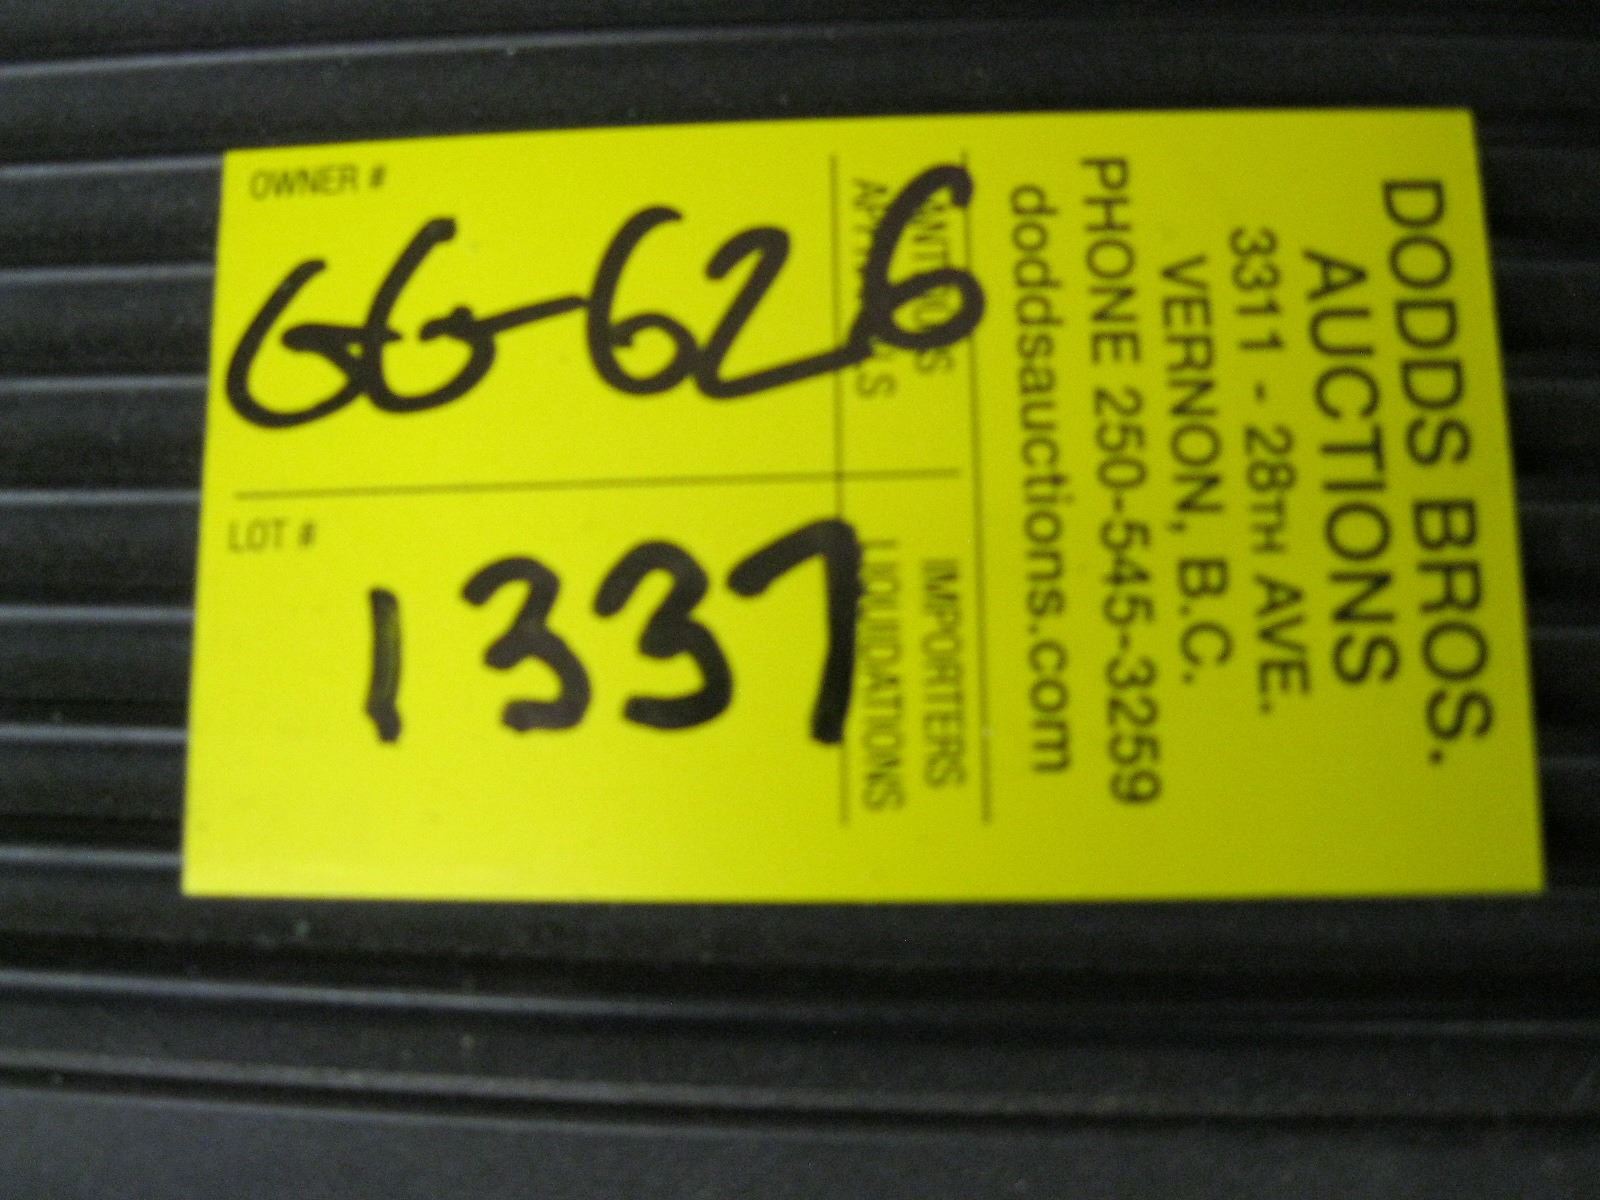 DODDS BROS.
AUCTIONS
3311 - 28TH AVE.
VERNON, B.C.
PHONE 250-545-3259
doddsauctions.com
IMPORTERS
LIQUIDATIONS
OWNER #
GG-626
LOT #
1337